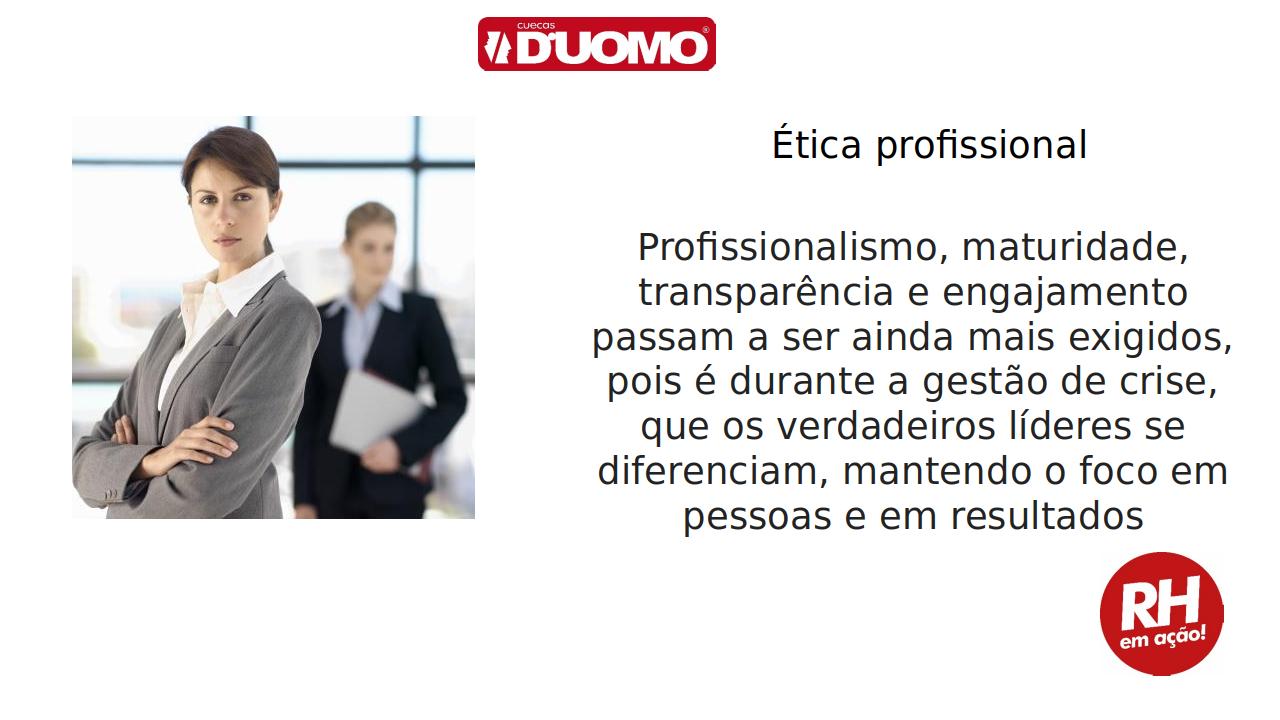 cuecas
D'UOMO®
Ética profissional
Profissionalismo, maturidade,
transparência e engajamento
passam a ser ainda mais exigidos,
pois é durante a gestão de crise,
que os verdadeiros líderes se
diferenciam, mantendo o foco em
pessoas e em resultados
RH
em ação!